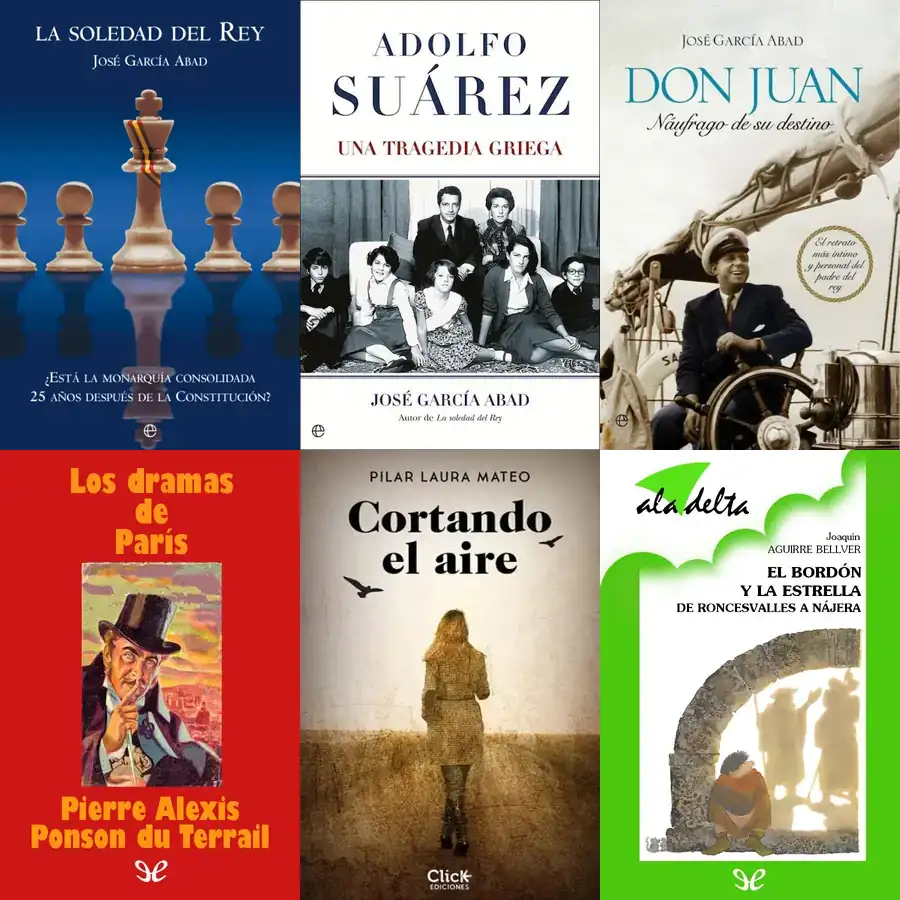 LA SOLEDAD DEL REY
JOSÉ GARCÍA ABAD
¿ESTÁ LA MONARQUÍA CONSOLIDADA
25 AÑOS DESPUÉS DE LA CONSTITUCIÓN?
ADOLFO
SUÁREZ
UNA TRAGEDIA GRIEGA
JOSÉ GARCÍA ABAD
Autor de La soledad del Rey
JOSÉ GARCÍA ABAD
DON JUAN
Náufrago de su destino
El retrato
más íntimo
y personal del
padre del
rey
SA
Los dramas
de
París
Pierre Alexis
Ponson du Terrail
PILAR LAURA MATEO
Cortando
el aire
Click
EDICIONES
ala delta
Joaquín
AGUIRRE BELLVER
EL BORDÓN
Y LA ESTRELLA
DE RONCESVALLES A NÁJERA